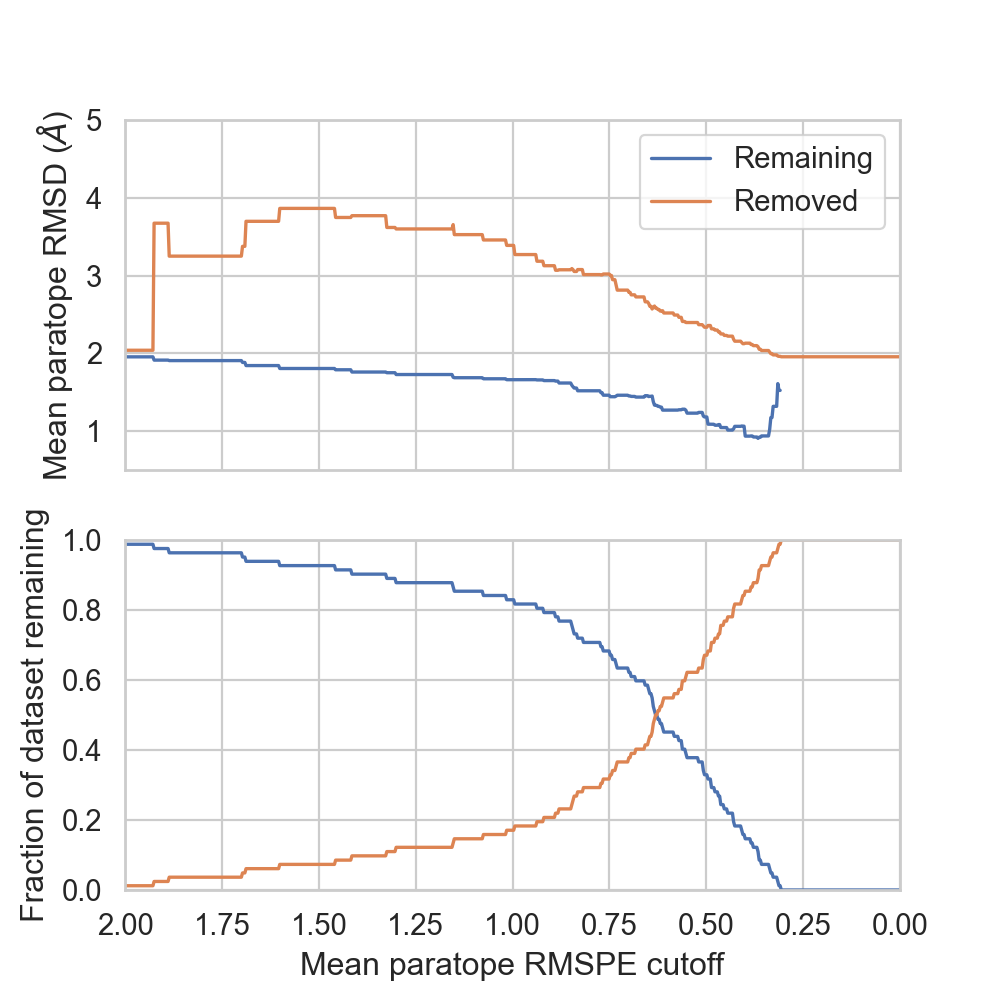 Mean paratope RMSD (Å)
5
4
3
2
1
Remaining
Removed
Fraction of dataset remaining
1.0
0.8
0.6
0.4
0.2
0.0
2.00 1.75 1.50 1.25 1.00 0.75 0.50 0.25 0.00
Mean paratope RMSPE cutoff